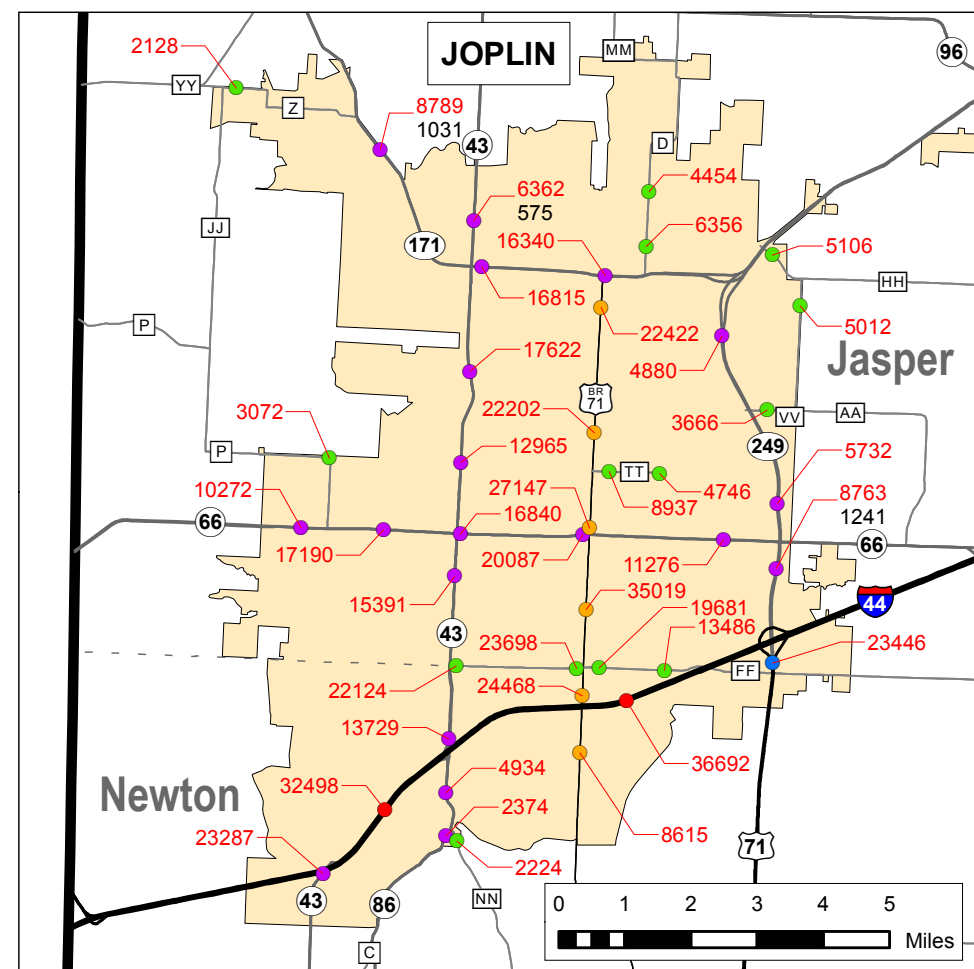 JOPLIN
MM
96
2128
YY
Z
8789
1031
43
D
4454
6362
575
6356
JJ
171
16340
5106
HH
16815
22422
5012
P
17622
4880
Jasper
BR
71
3072
22202
3666
VV
AA
P
249
12965
TT
5732
10272
27147
8937
4746
8763
1241
66
17190
16840
20087
11276
66
15391
35019
44
43
23698
19681
13486
23446
22124
FF
24468
13729
36692
Newton
32498
4934
2374
8615
71
23287
2224
43
86
NN
C
0 1 2 3 4 5
Miles